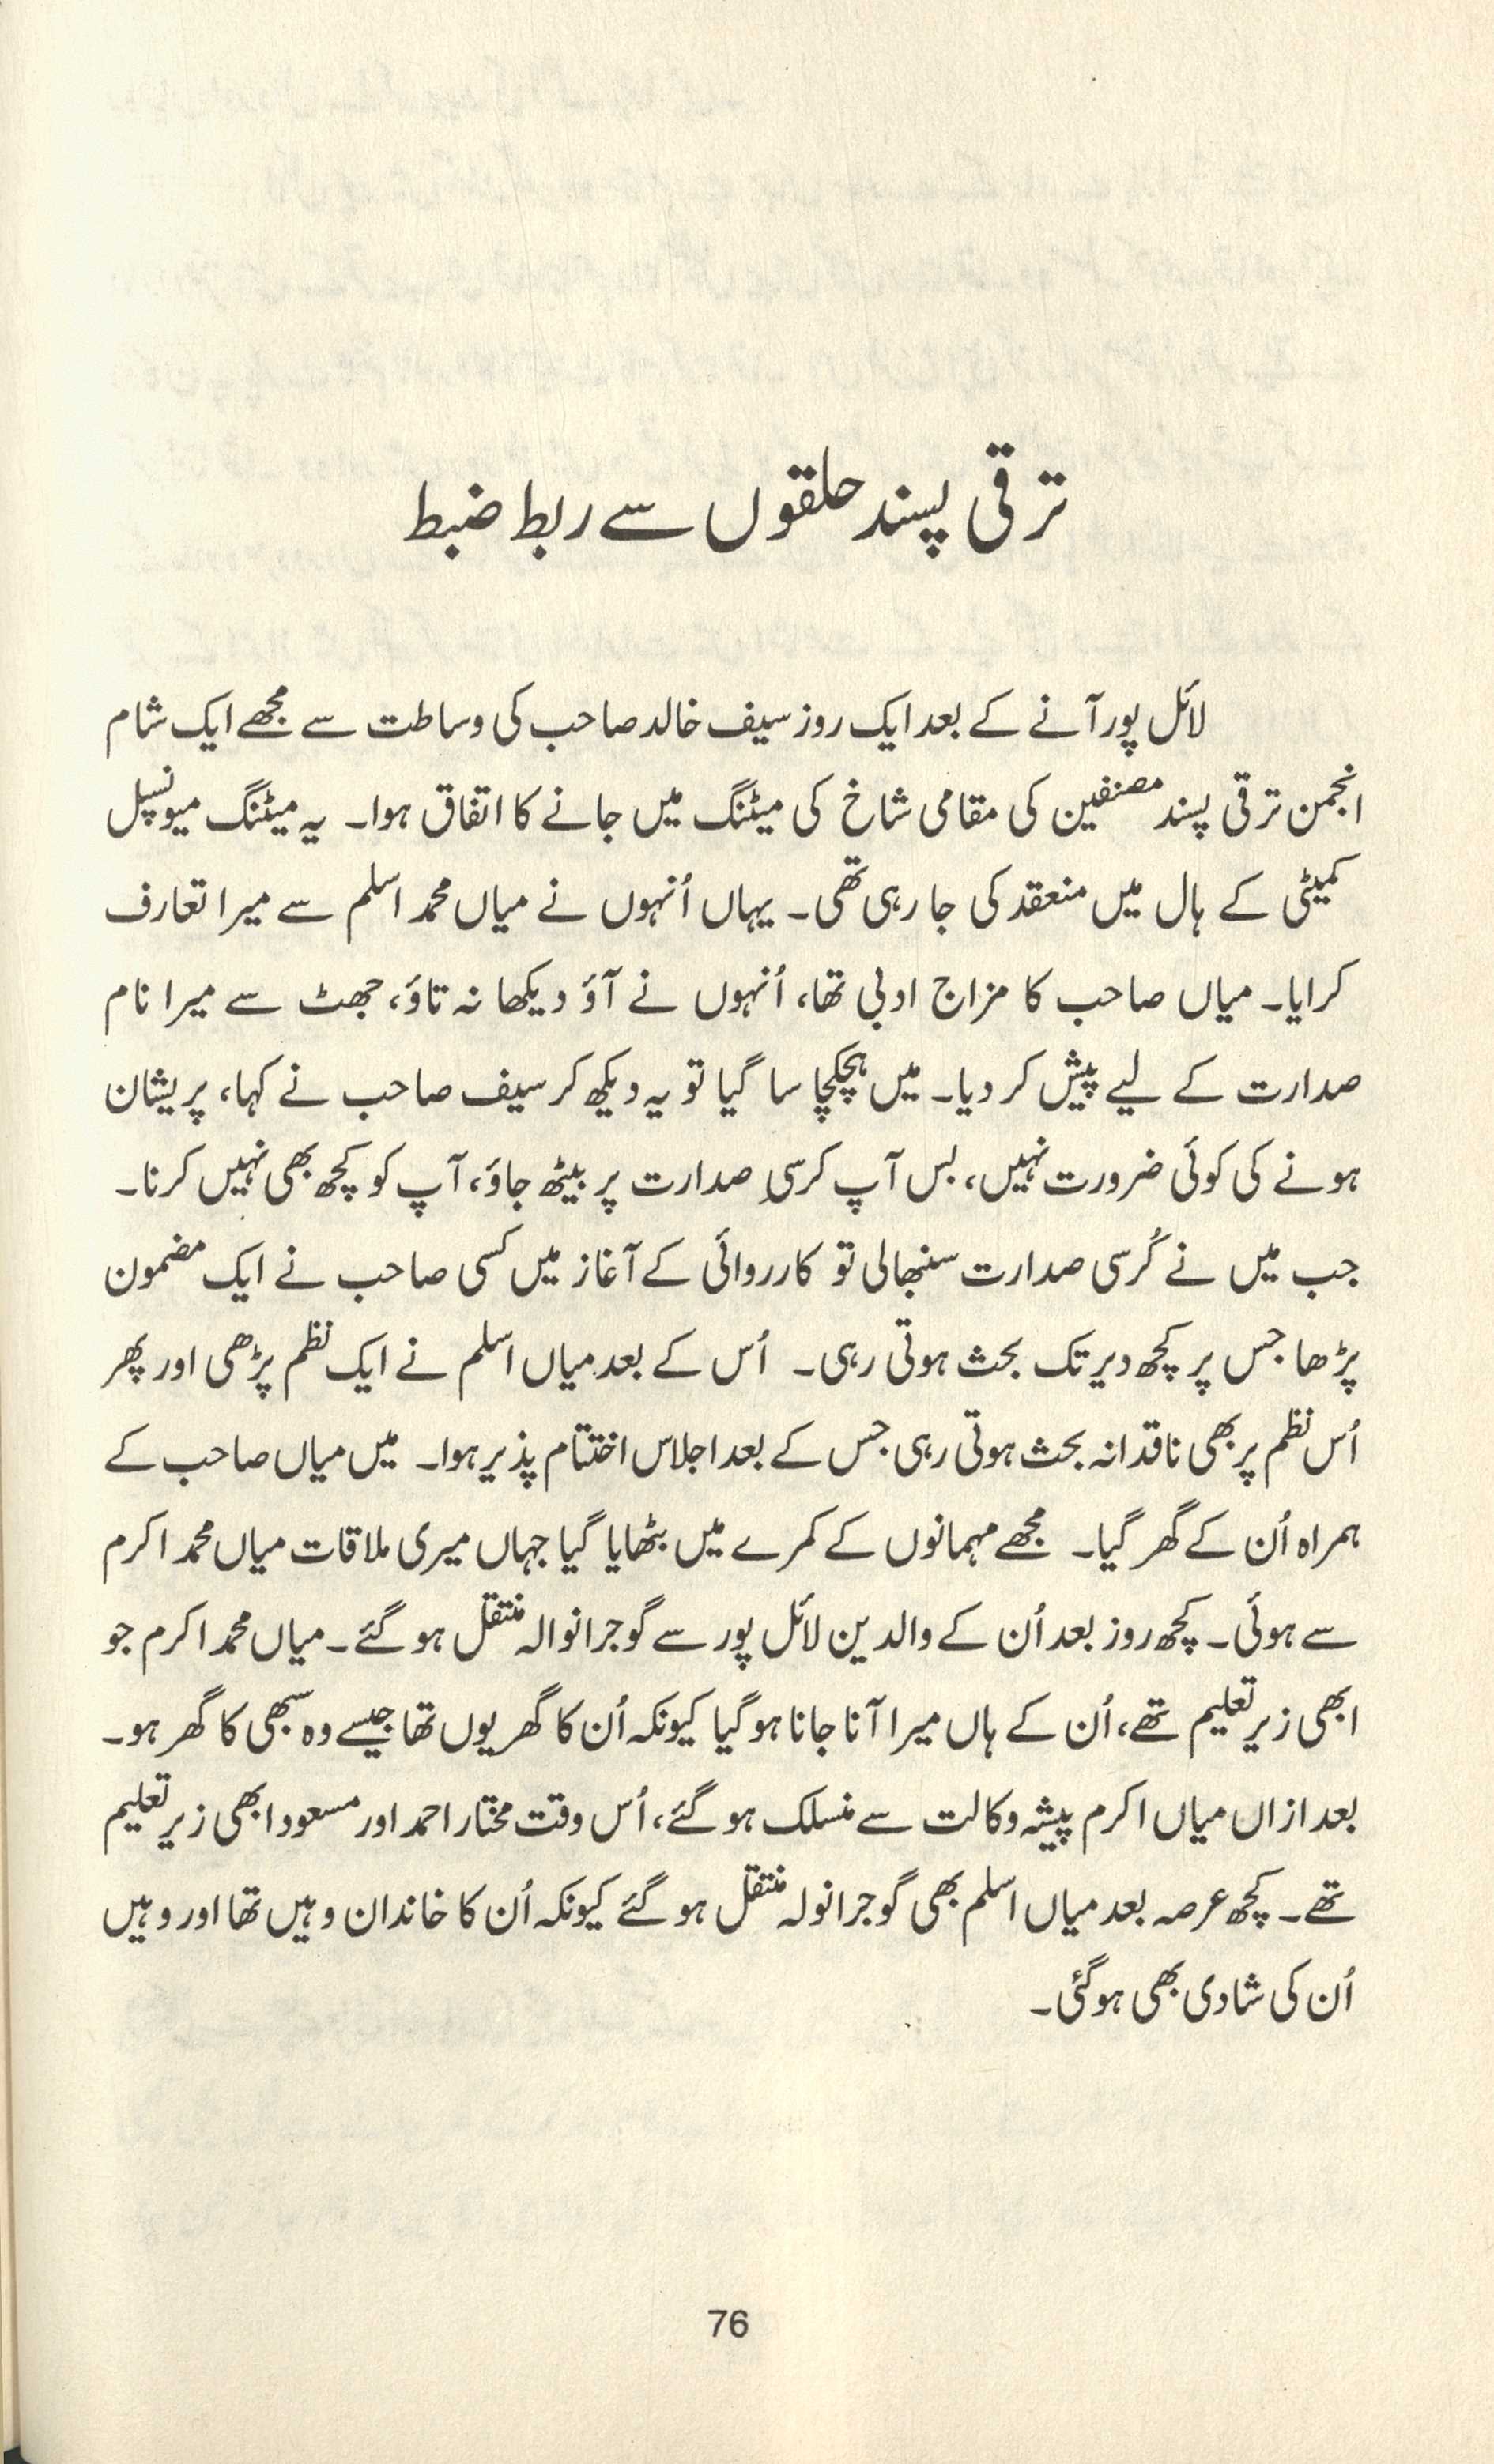 ترقی پسند حلقوں سے ربط ضبط
لائل پور آنے کے بعد ایک روز سیف خالد صاحب کی وساطت سے مجھے ایک شام
انجمن ترقی پسند مصنفین کی مقامی شاخ کی میٹنگ میں جانے کا اتفاق ہوا۔ یہ میٹنگ میونسپل
کمیٹی کے ہال میں منعقد کی جا رہی تھی۔ یہاں اُنہوں نے میاں محمد اسلم سے میرا تعارف
کرایا۔ میاں صاحب کا مزاج ادبی تھا، اُنہوں نے آؤ دیکھا نہ تاؤ، جھٹ سے میرا نام
صدارت کے لیے پیش کر دیا۔ میں ہچکچا سا گیا تو یہ دیکھ کر سیف صاحب نے کہا، پریشان
ہونے کی کوئی ضرورت نہیں، بس آپ کرسیِ صدارت پر بیٹھ جاؤ، آپ کو کچھ بھی نہیں کرنا۔
جب میں نے کُرسی صدارت سنبھالی تو کارروائی کے آغاز میں کسی صاحب نے ایک مضمون
پڑھا جس پر کچھ دیر تک بحث ہوتی رہی۔ اُس کے بعد میاں اسلم نے ایک نظم پڑھی اور پھر
اُس نظم پر بھی ناقدانہ بحث ہوتی رہی جس کے بعد اجلاس اختتام پذیر ہوا۔ میں میاں صاحب کے
ہمراہ اُن کے گھر گیا۔ مجھے مہمانوں کے کمرے میں بٹھایا گیا جہاں میری ملاقات میاں محمد اکرم
سے ہوئی۔ کچھ روز بعد اُن کے والدین لائل پور سے گوجرانوالہ منتقل ہو گئے۔ میاں محمد اکرم جو
ابھی زیر تعلیم تھے، اُن کے ہاں میرا آنا جانا ہو گیا کیونکہ اُن کا گھر یوں تھا جیسے وہ سبھی کا گھر ہو۔
بعد ازاں میاں اکرم پیشہ وکالت سے منسلک ہو گئے، اُس وقت مختار احمد اور مسعود ابھی زیر تعلیم
تھے۔ کچھ عرصہ بعد میاں اسلم بھی گوجرانولہ منتقل ہو گئے کیونکہ اُن کا خاندان وہیں تھا اور وہیں
اُن کی شادی بھی ہو گئی۔
76